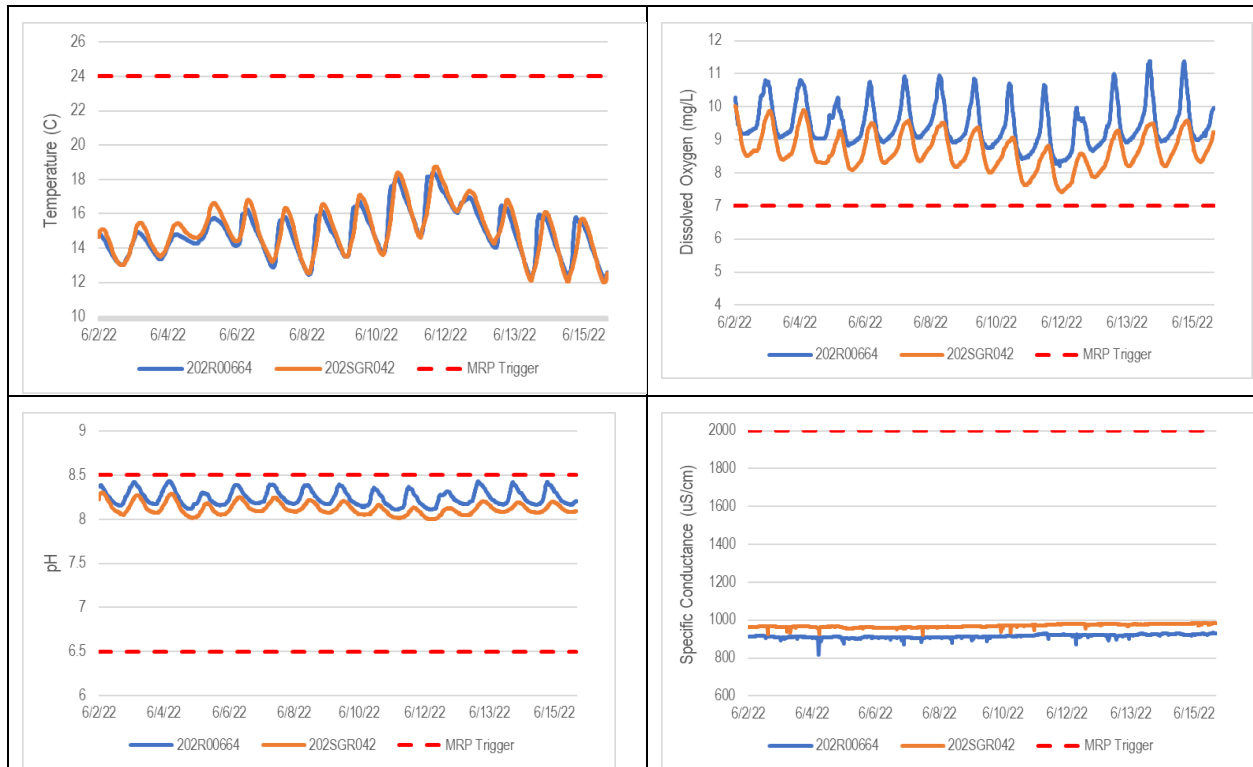 26
24
22
20
18
16
14
12
10
Temperature (C)
6/2/22 6/4/22 6/6/22 6/8/22 6/10/22 6/12/22 6/13/22 6/15/22
202R00664 202SGR042 MRP Trigger
12
11
10
9
8
7
6
5
4
Dissolved Oxygen (mg/L)
6/2/22 6/4/22 6/6/22 6/8/22 6/10/22 6/12/22 6/13/22 6/15/22
202R00664 202SGR042 MRP Trigger
9
8.5
8
7.5
7
6.5
6
pH
6/2/22 6/4/22 6/6/22 6/8/22 6/10/22 6/12/22 6/13/22 6/15/22
202R00664 202SGR042 MRP Trigger
2000
1800
1600
1400
1200
1000
800
600
Specific Conductance (uS/cm)
6/2/22 6/4/22 6/6/22 6/8/22 6/10/22 6/12/22 6/13/22 6/15/22
202R00664 202SGR042 MRP Trigger